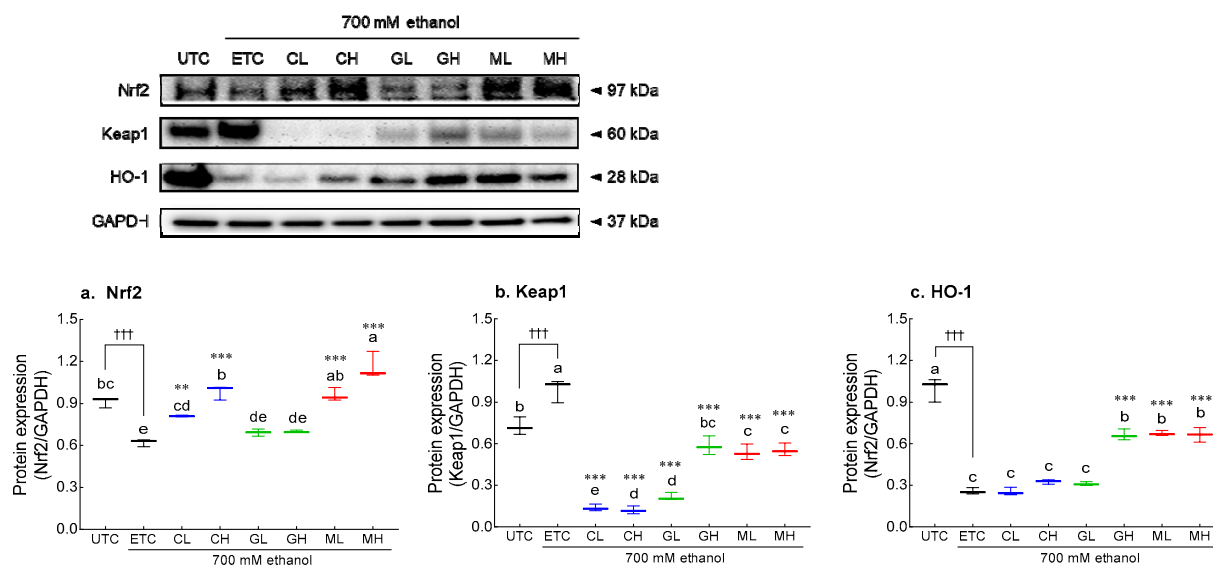 700 mM ethanol
UTC ETC CL CH GL GH ML MH
Nrf2 ◄ 97 kDa
Keap1 ◄ 60 kDa
HO-1 ◄ 28 kDa
GAPDH ◄ 37 kDa
a. Nrf2
Protein expression
(Nrf2/GAPDH)
1.5
1.2
0.9
0.6
0.3
0.0
†††
bc
e
**
cd
***
b
de
de
***
ab
***
a
UTC ETC CL CH GL GH ML MH
700 mM ethanol
b. Keap1
Protein expression
(Keap1/GAPDH)
1.5
1.2
0.9
0.6
0.3
0.0
†††
b
a
***
e
***
d
***
d
***
bc
***
c
***
c
UTC ETC CL CH GL GH ML MH
700 mM ethanol
c. HO-1
Protein expression
(Nrf2/GAPDH)
1.5
1.2
0.9
0.6
0.3
0.0
†††
a
c
c
c
c
***
b
***
b
***
b
UTC ETC CL CH GL GH ML MH
700 mM ethanol